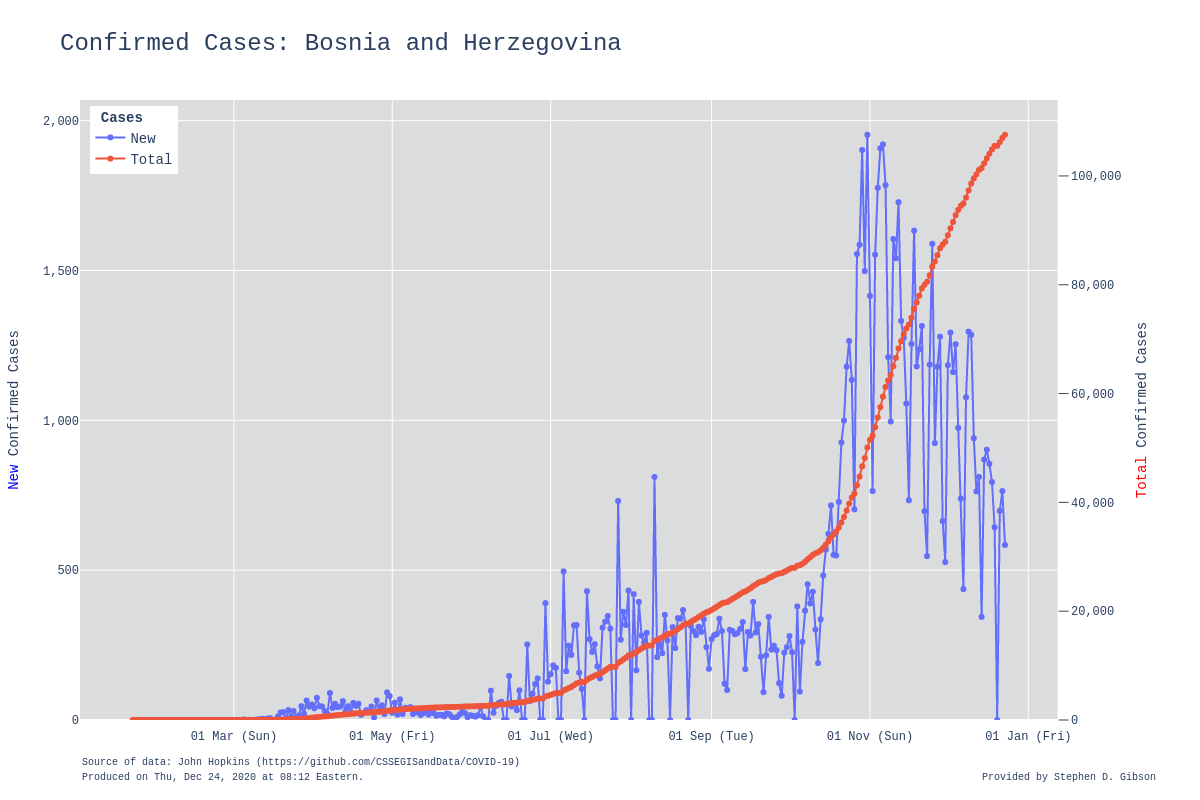 Confirmed Cases: Bosnia and Herzegovina
Cases
New
Total
2,000
1,500
1,000
500
0
100,000
80,000
60,000
40,000
20,000
0
New Confirmed Cases
Total Confirmed Cases
01 Mar (Sun)
01 May (Fri)
01 Jul (Wed)
01 Sep (Tue)
01 Nov (Sun)
01 Jan (Fri)
Source of data: John Hopkins (https://github.com/CSSEGISandData/COVID-19)
Produced on Thu, Dec 24, 2020 at 08:12 Eastern.
Provided by Stephen D. Gibson